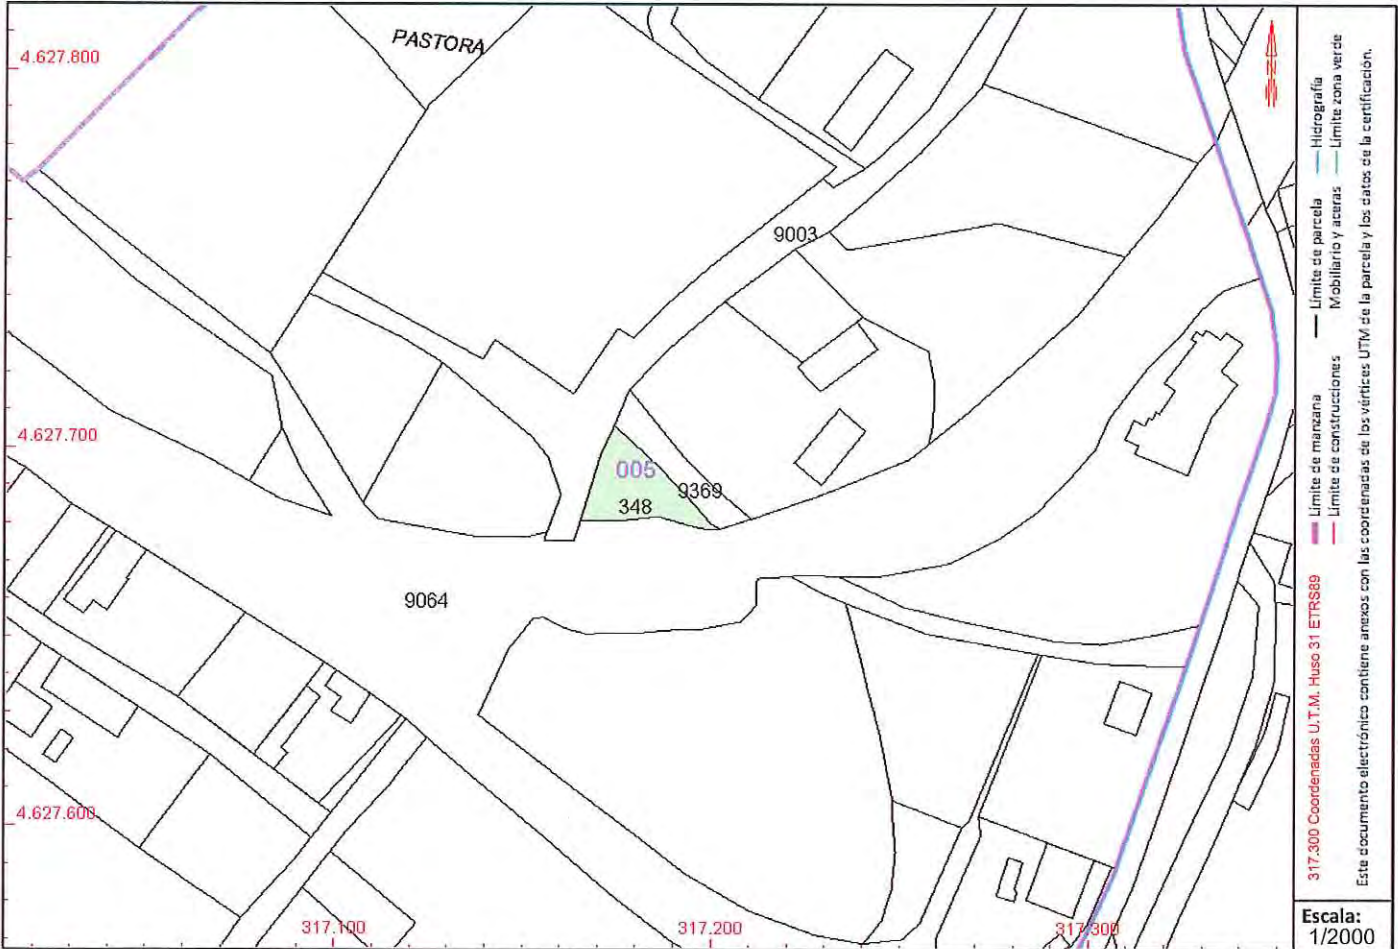 PASTORA
4.627.800
9003
4.627.700
005
9369
348
9064
4.627.600
317.100
317.200
317.300
317.300 Coordenadas U.T.M. Huso 31 ETRS89
Límite de manzana
Límite de parcela
Hidrografía
Límite de construcciones
Mobiliario y aceras
Límite zona verde
Este documento electrónico contiene anexos con las coordenadas de los vértices UTM de la parcela y los datos de la certificación.
Escala:
1/2000